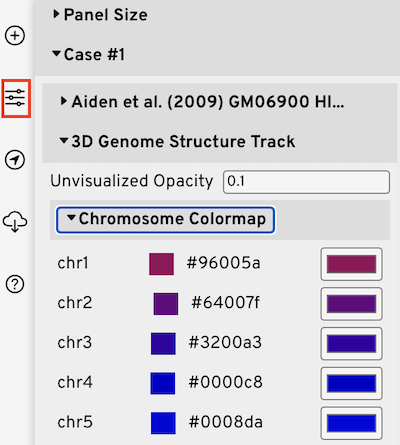 Panel Size
Case #1
Aiden et al. (2009) GM06900 HI...
3D Genome Structure Track
Unvisualized Opacity 0.1
Chromosome Colormap
chr1 #96005a
chr2 #64007f
chr3 #3200a3
chr4 #0000c8
chr5 #0008da